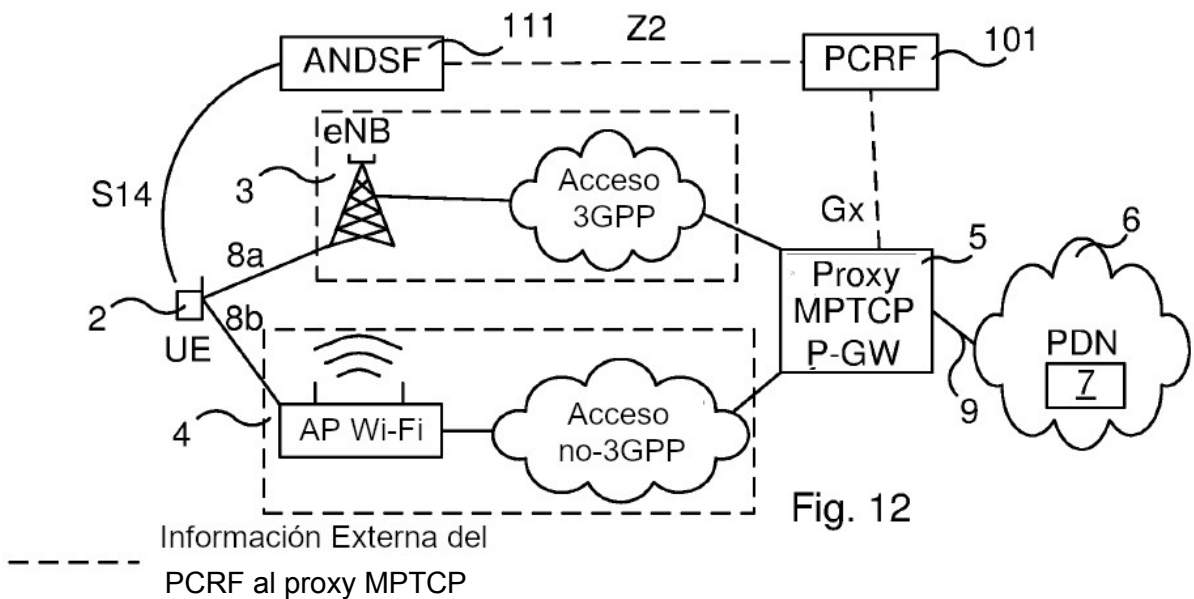 111
Z2
101
ANDSF
PCRF
eNB
3
Acceso
3GPP
S14
Gx
5
6
8a
Proxy
MPTCP
P-GW
2
8b
UE
PDN
7
9
4
AP Wi-Fi
Acceso
no-3GPP
Fig. 12
Información Externa del
PCRF al proxy MPTCP